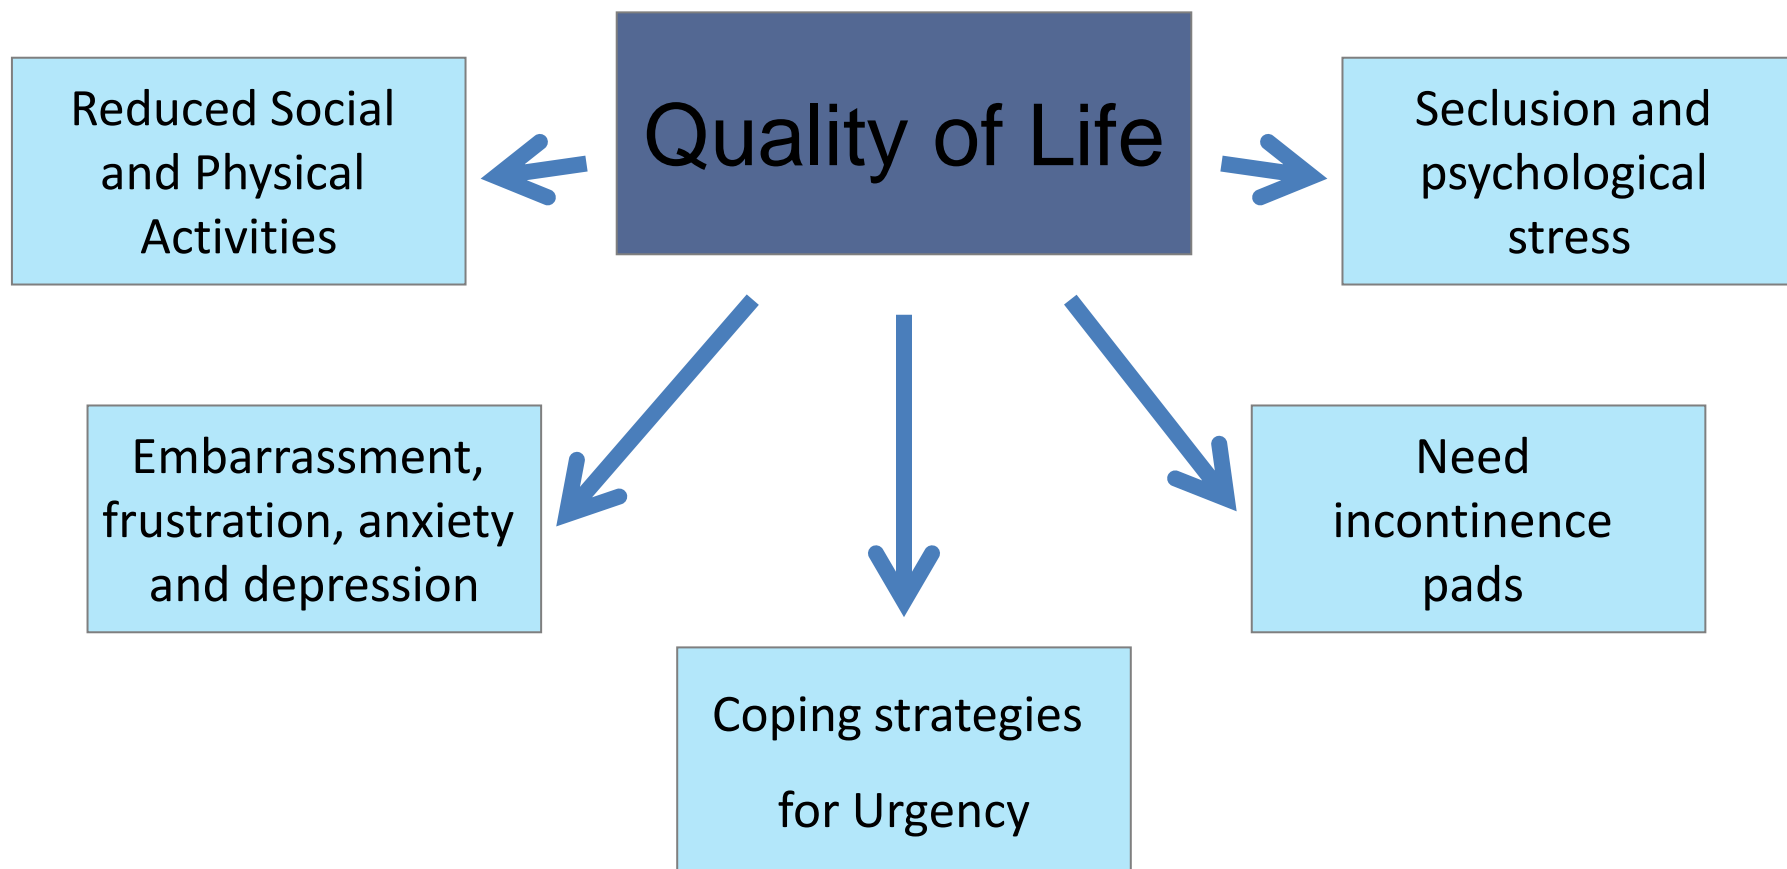 Quality of Life
Reduced Social
and Physical
Activities
Seclusion and
psychological
stress
Embarrassment,
frustration, anxiety
and depression
Need
incontinence
pads
Coping strategies
for Urgency